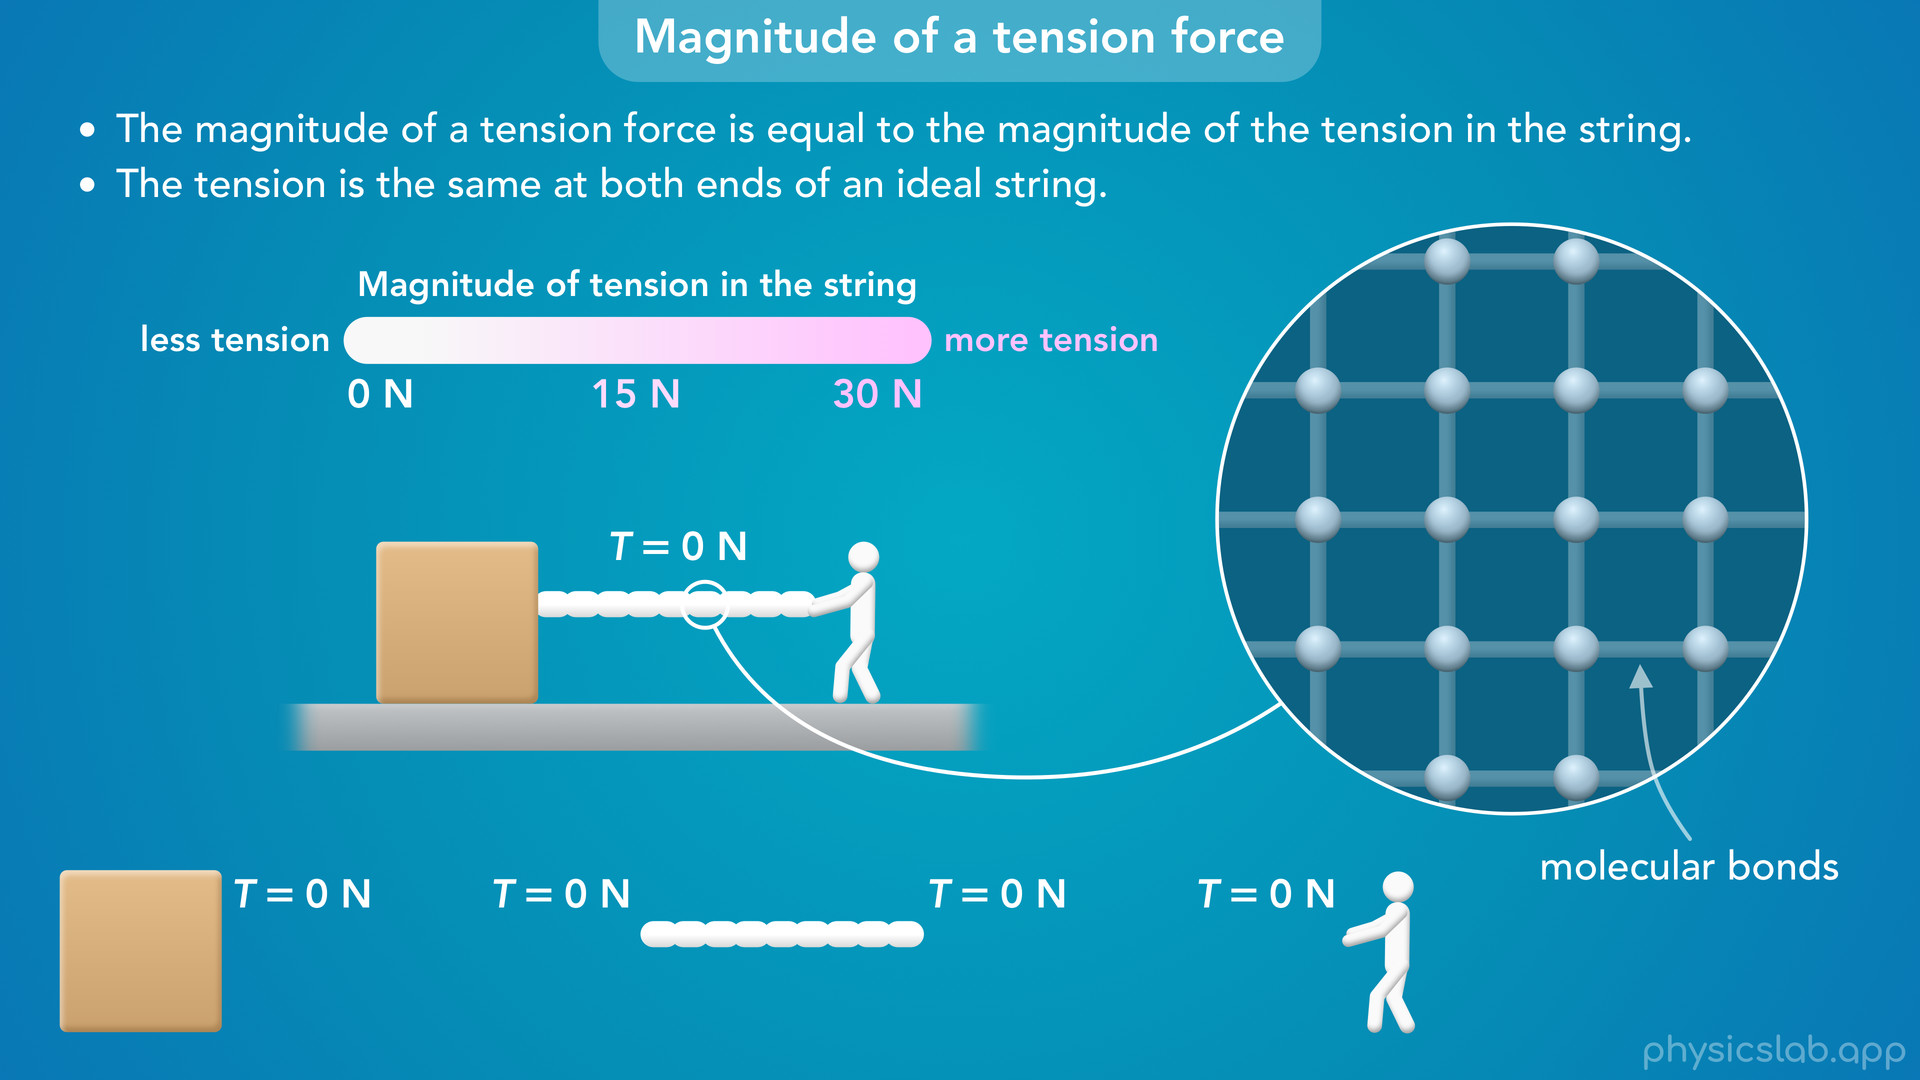 Magnitude of a tension force
• The magnitude of a tension force is equal to the magnitude of the tension in the string.
• The tension is the same at both ends of an ideal string.
Magnitude of tension in the string
less tension more tension
0 N 15 N 30 N
T = 0 N
molecular bonds
T = 0 N T = 0 N T = 0 N T = 0 N
physicslab.app